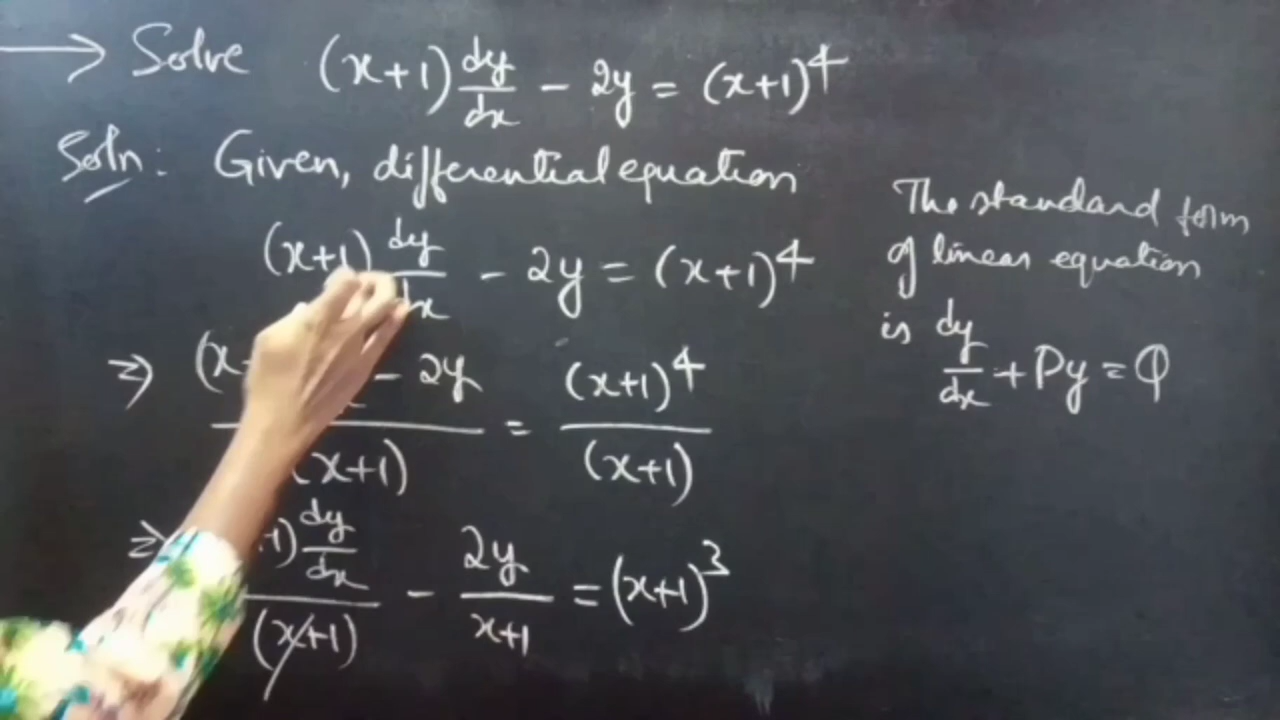 → Solve (x+1) dy/dx - 2y = (x+1)^4
Soln: Given, differential equation
(x+1) dy/dx - 2y = (x+1)^4
⇒ (x - 2y / (x+1) = (x+1)^4 / (x+1)
⇒ 1) dy/dx / (x+1) - 2y / x+1 = (x+1)^3
The standard form
of linear equation
is dy/dx + Py = Q